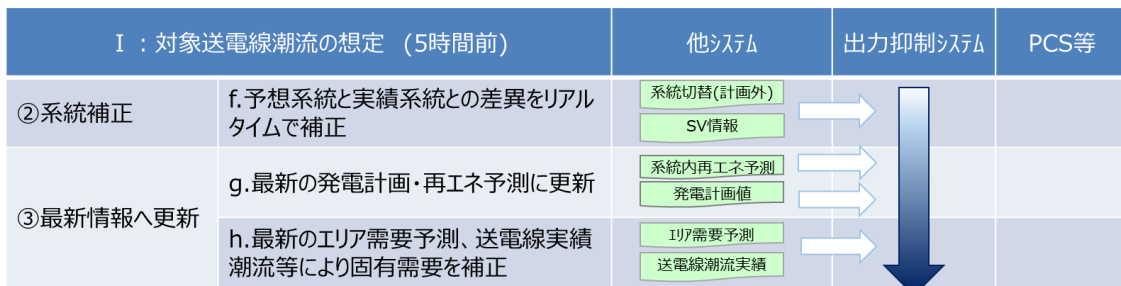 I：対象送電線潮流の想定 (5時間前)
他システム
出力抑制システム
PCS等
②系統補正
f.予想系統と実績系統との差異をリアル
タイムで補正
系統切替(計画外)
SV情報
③最新情報へ更新
g.最新の発電計画・再エネ予測に更新
系統内再エネ予測
発電計画値
h.最新のエリア需要予測、送電線実績
潮流等により固有需要を補正
エリア需要予測
送電線潮流実績